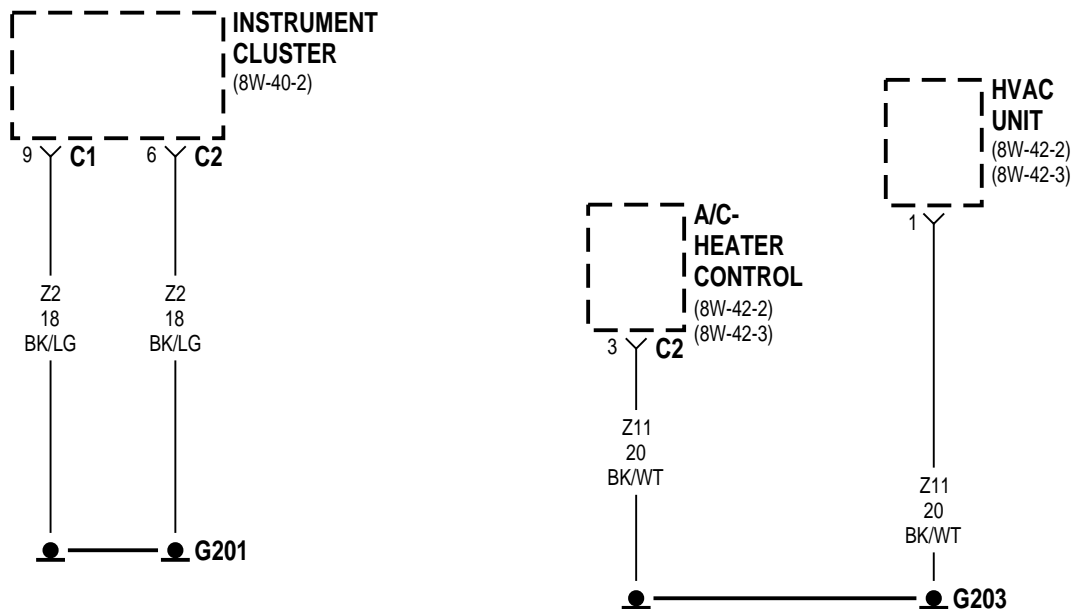 INSTRUMENT
CLUSTER
(8W-40-2)
9 C1
6 C2
Z2
18
BK/LG
Z2
18
BK/LG
G201
A/C-
HEATER
CONTROL
(8W-42-2)
(8W-42-3)
3 C2
Z11
20
BK/WT
HVAC
UNIT
(8W-42-2)
(8W-42-3)
1
Z11
20
BK/WT
G203